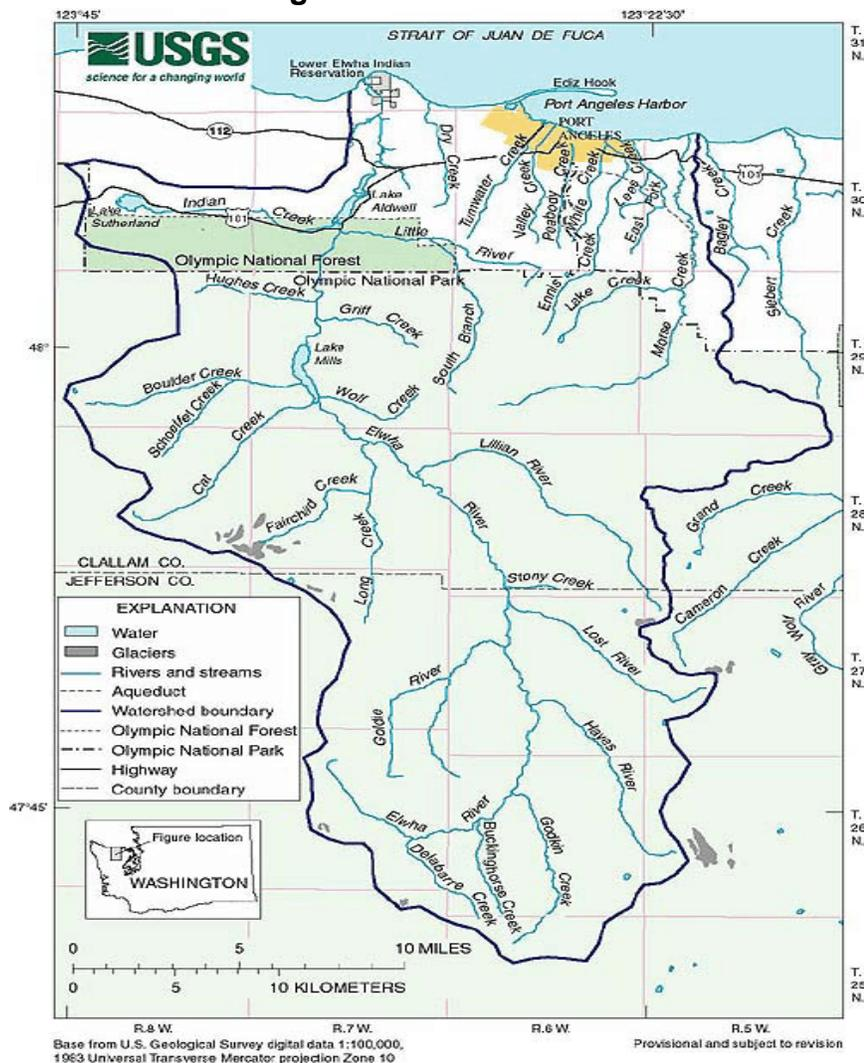 123°45'
123°22'30"
STRAIT OF JUAN DE FUCA
T.
31
N.
USGS
science for a changing world
Lower Elwha Indian
Reservation
Ediz Hook
Port Angeles Harbor
PORT
ANGELES
112
Dry Creek
Tumwater Creek
Valley Creek
Peabody Creek
White Creek
Ennis Creek
Lees Creek
East Fork
Bagley Creek
Siebert Creek
101
T.
30
N.
Lake
Sutherland
Indian Creek
101
Lake
Aldwell
Little River
Olympic National Forest
Olympic National Park
Hughes Creek
Lake Creek
Morse Creek
Griff Creek
South Branch
48°
Lake
Mills
T.
29
N.
Boulder Creek
Schoeffel Creek
Cat Creek
Wolf Creek
Elwha River
Lillian River
Fairchild Creek
Long Creek
Grand Creek
T.
28
N.
Cameron Creek
CLALLAM CO.
JEFFERSON CO.
Stony Creek
Gray Wolf River
Lost River
T.
27
N.
EXPLANATION
Water
Glaciers
Rivers and streams
Aqueduct
Watershed boundary
Olympic National Forest
Olympic National Park
Highway
County boundary
Goldie River
Hayes River
47°45'
T.
26
N.
Elwha River
Delabarre Creek
Buckinghorse Creek
Godkin Creek
Figure location
WASHINGTON
0 5 10 MILES
0 5 10 KILOMETERS
T.
25
N.
R.8 W.
R.7 W.
R.6 W.
R.5 W.
Base from U.S. Geological Survey digital data 1:100,000,
1983 Universal Transverse Mercator projection Zone 10
Provisional and subject to revision